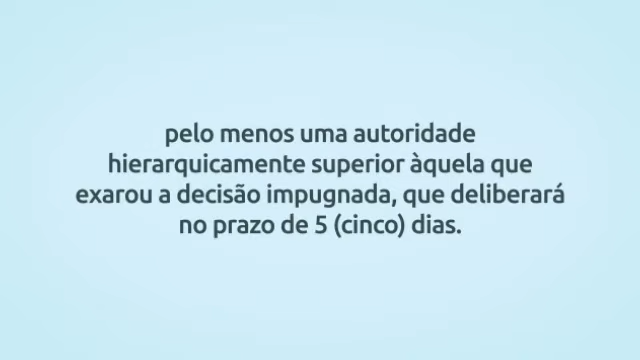 pelo menos uma autoridade
hierarquicamente superior àquela que
exarou a decisão impugnada, que deliberará
no prazo de 5 (cinco) dias.